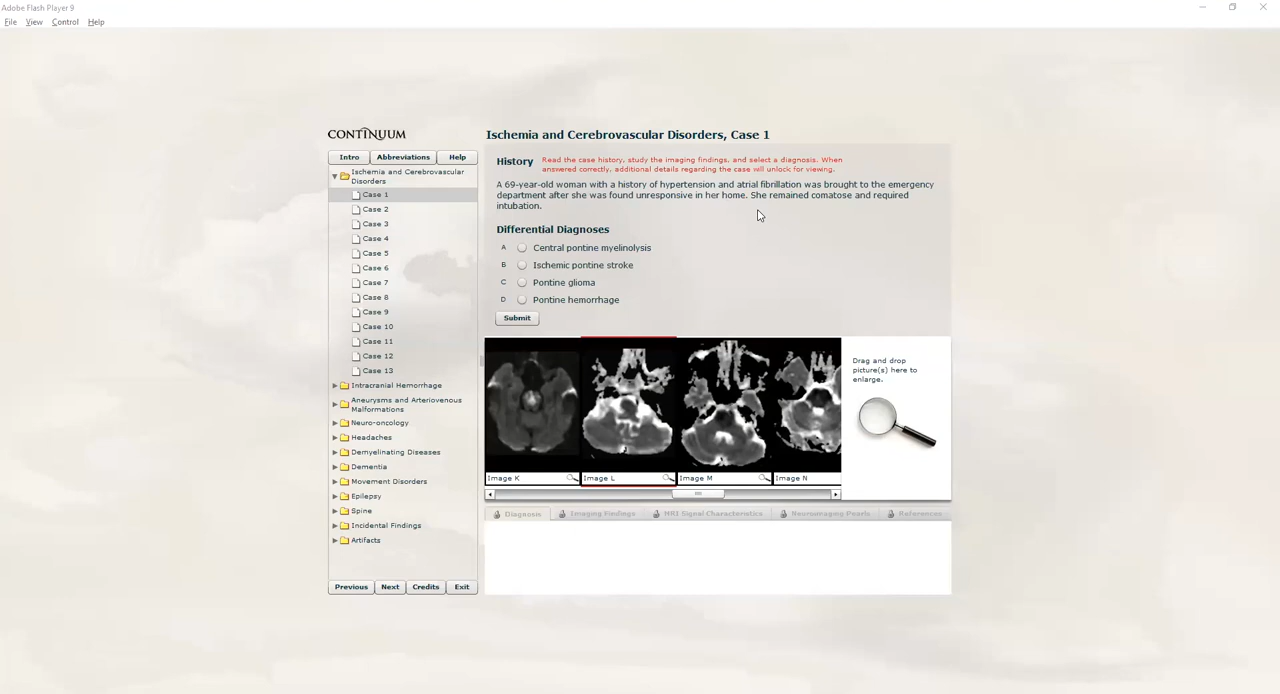 Adobe Flash Player 9
File View Control Help
CONTINUUM
Intro Abbreviations Help
Ischemia and Cerebrovascular
Disorders
Case 1
Case 2
Case 3
Case 4
Case 5
Case 6
Case 7
Case 8
Case 9
Case 10
Case 11
Case 12
Case 13
Intracranial Hemorrhage
Aneurysms and Arteriovenous
Malformations
Neuro-oncology
Headaches
Demyelinating Diseases
Dementia
Movement Disorders
Epilepsy
Spine
Incidental Findings
Artifacts
Previous Next Credits Exit
Ischemia and Cerebrovascular Disorders, Case 1
History Read the case history, study the imaging findings, and select a diagnosis. When
answered correctly, additional details regarding the case will unlock for viewing.
A 69-year-old woman with a history of hypertension and atrial fibrillation was brought to the emergency
department after she was found unresponsive in her home. She remained comatose and required
intubation.
Differential Diagnoses
A Central pontine myelinolysis
B Ischemic pontine stroke
C Pontine glioma
D Pontine hemorrhage
Submit
Drag and drop
picture(s) here to
enlarge.
Image K Image L Image M Image N
Diagnosis Imaging Findings MRI Signal Characteristics Neuroimaging Pearls References